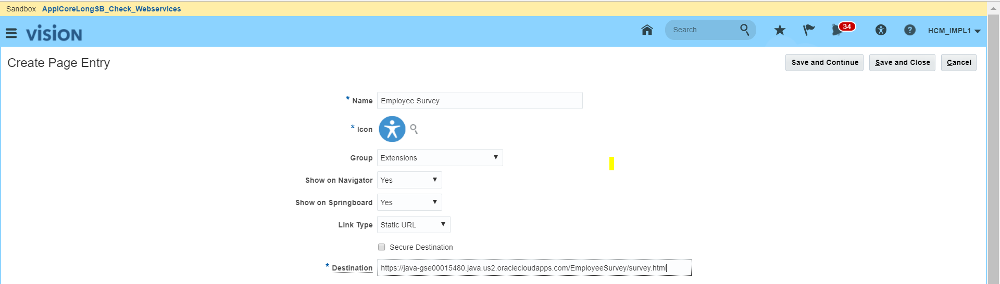 Sandbox ApplCoreLongSB_Check_Webservices
vision Search 34 ? HCM_IMPL1
Create Page Entry Save and Continue Save and Close Cancel
* Name Employee Survey
* Icon
Group Extensions
Show on Navigator Yes
Show on Springboard Yes
Link Type Static URL
Secure Destination
* Destination https://java-gse00015480.java.us2.oraclecloudapps.com/EmployeeSurvey/survey.html